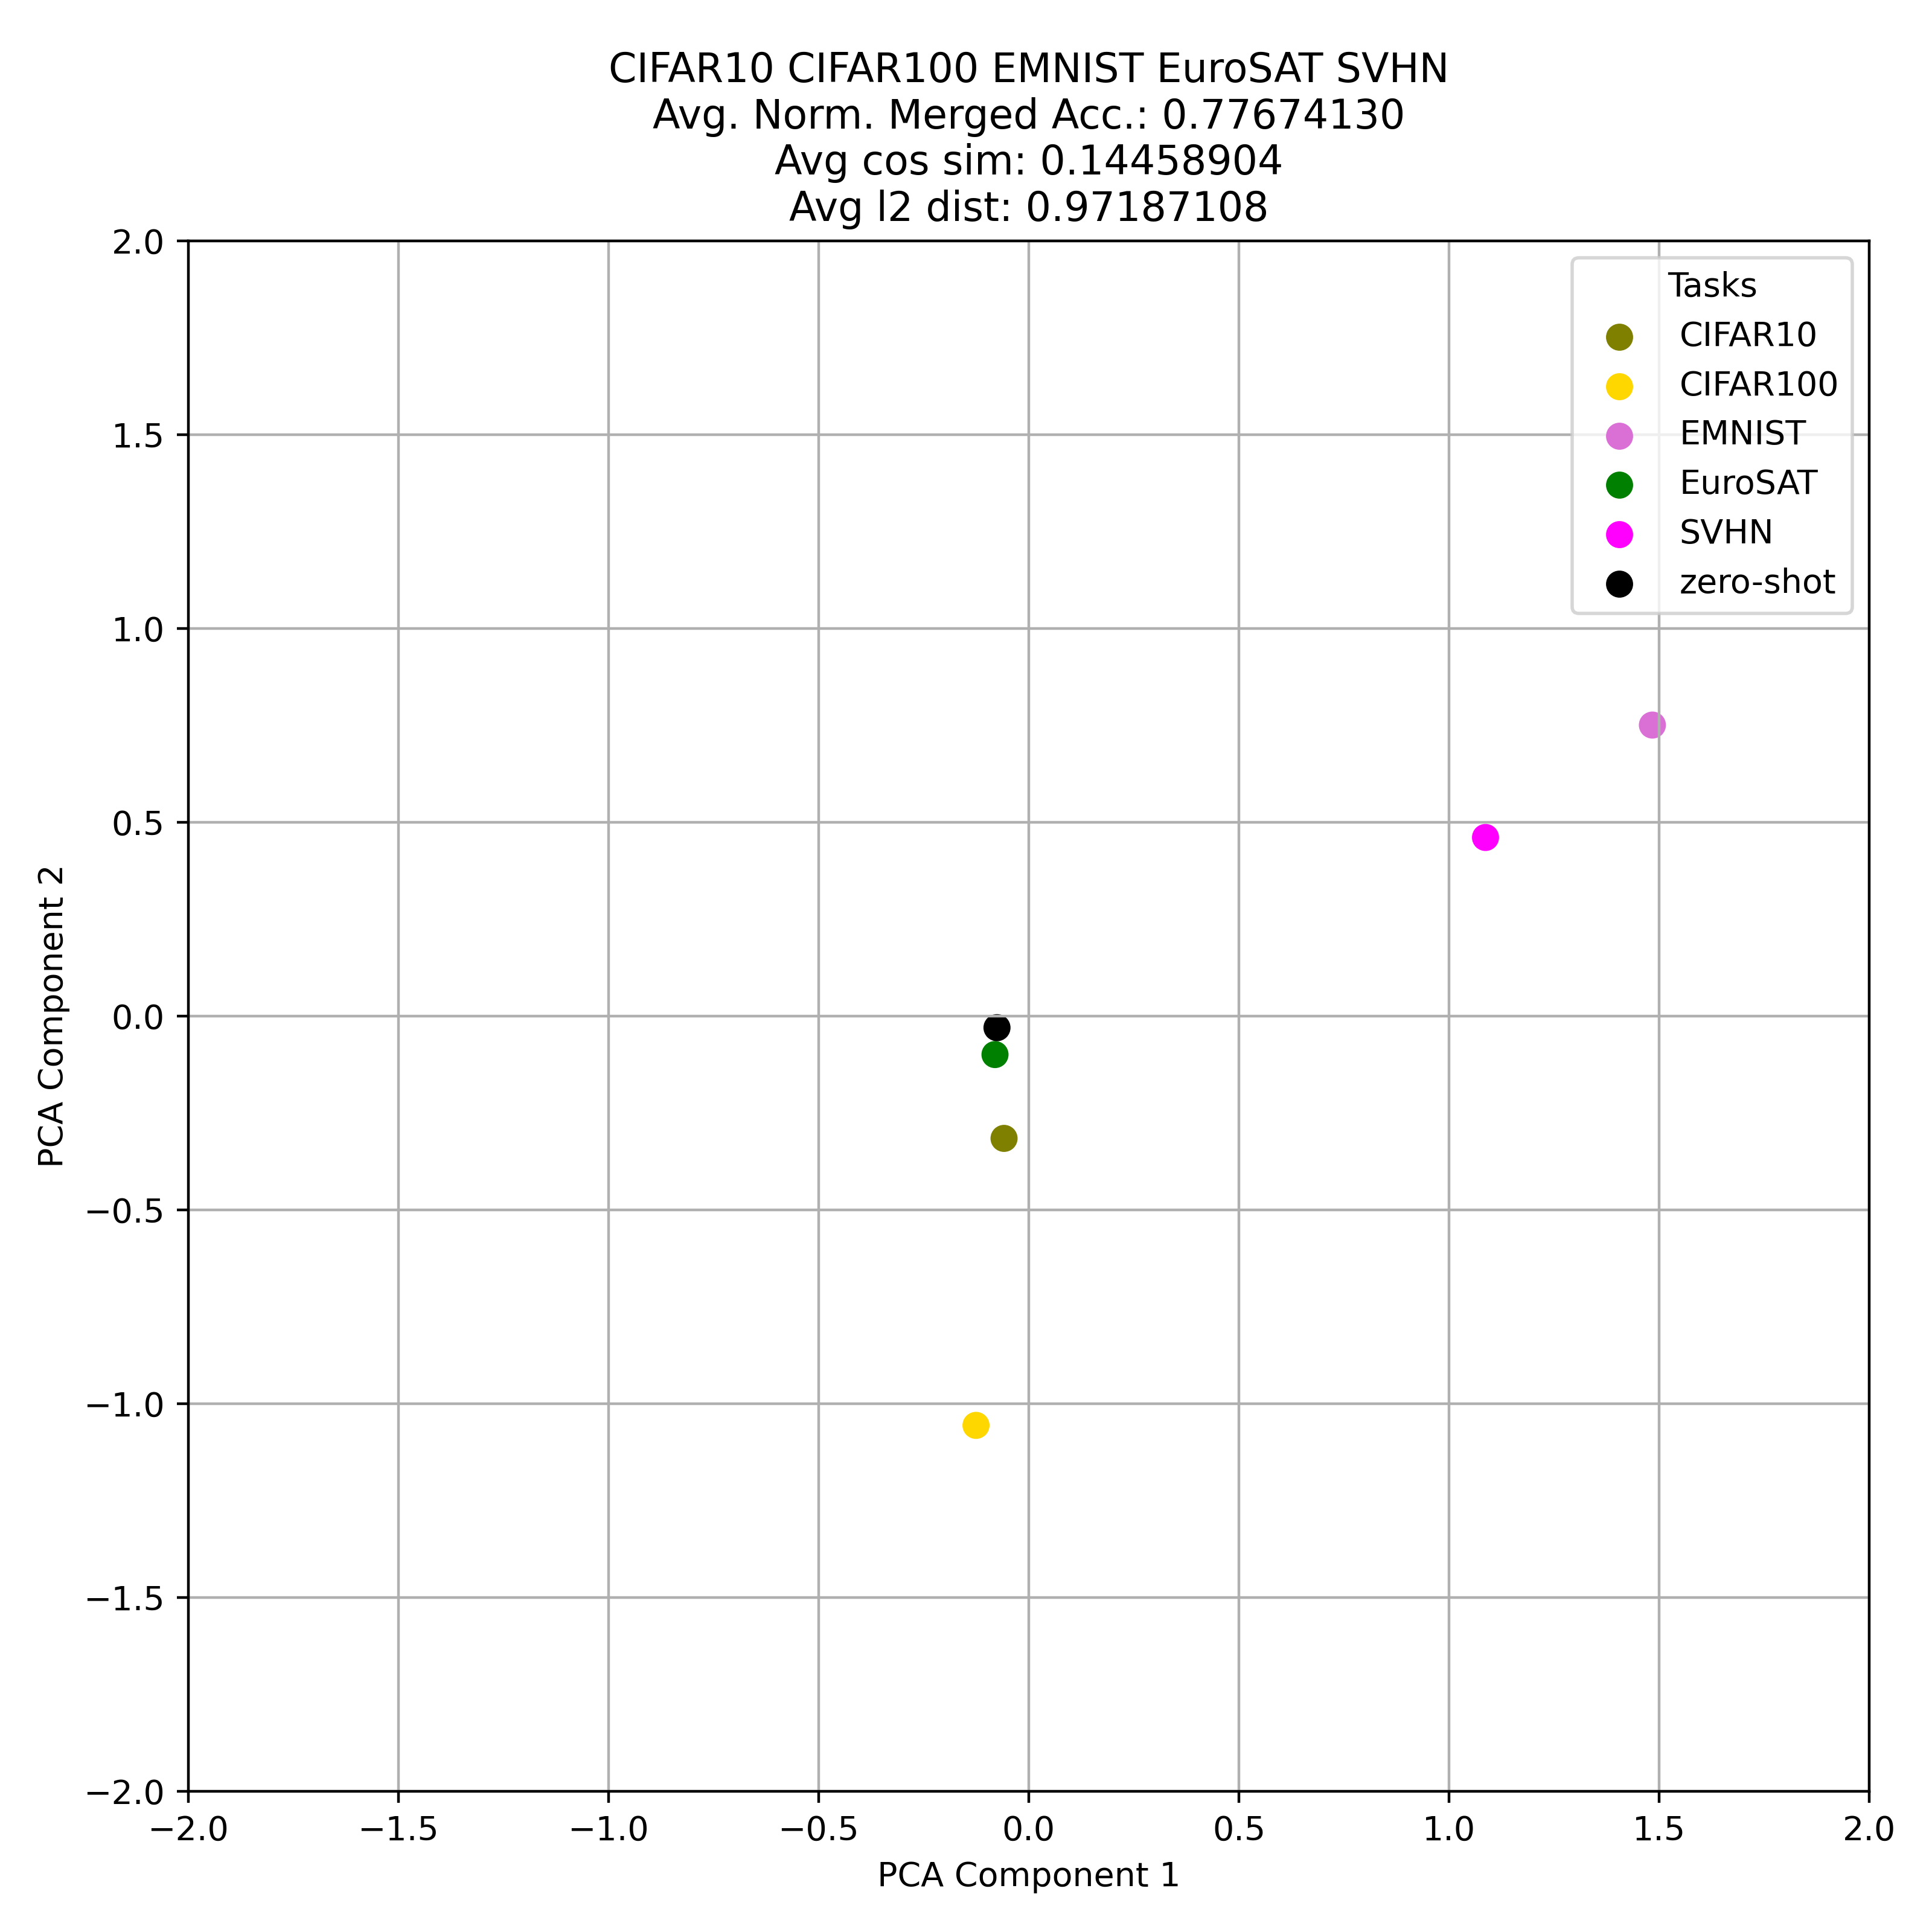 CIFAR10 CIFAR100 EMNIST EuroSAT SVHN
Avg. Norm. Merged Acc.: 0.77674130
Avg cos sim: 0.14458904
Avg l2 dist: 0.97187108
2.0
1.5
1.0
0.5
0.0
−0.5
−1.0
−1.5
−2.0
PCA Component 2
Tasks
CIFAR10
CIFAR100
EMNIST
EuroSAT
SVHN
zero-shot
−2.0 −1.5 −1.0 −0.5 0.0 0.5 1.0 1.5 2.0
PCA Component 1